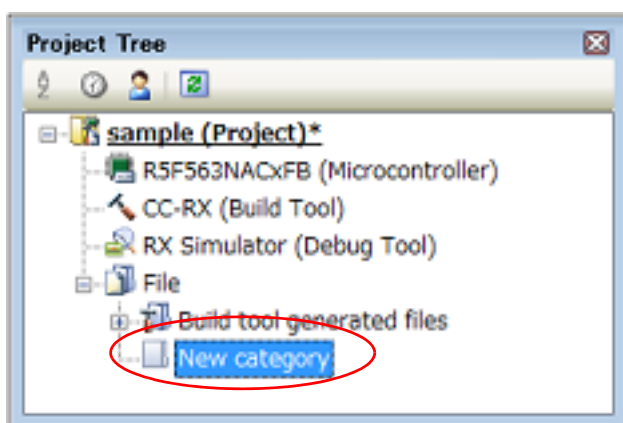 Project Tree
sample (Project)*
R5F563NACxFB (Microcontroller)
CC-RX (Build Tool)
RX Simulator (Debug Tool)
File
Build tool generated files
New category